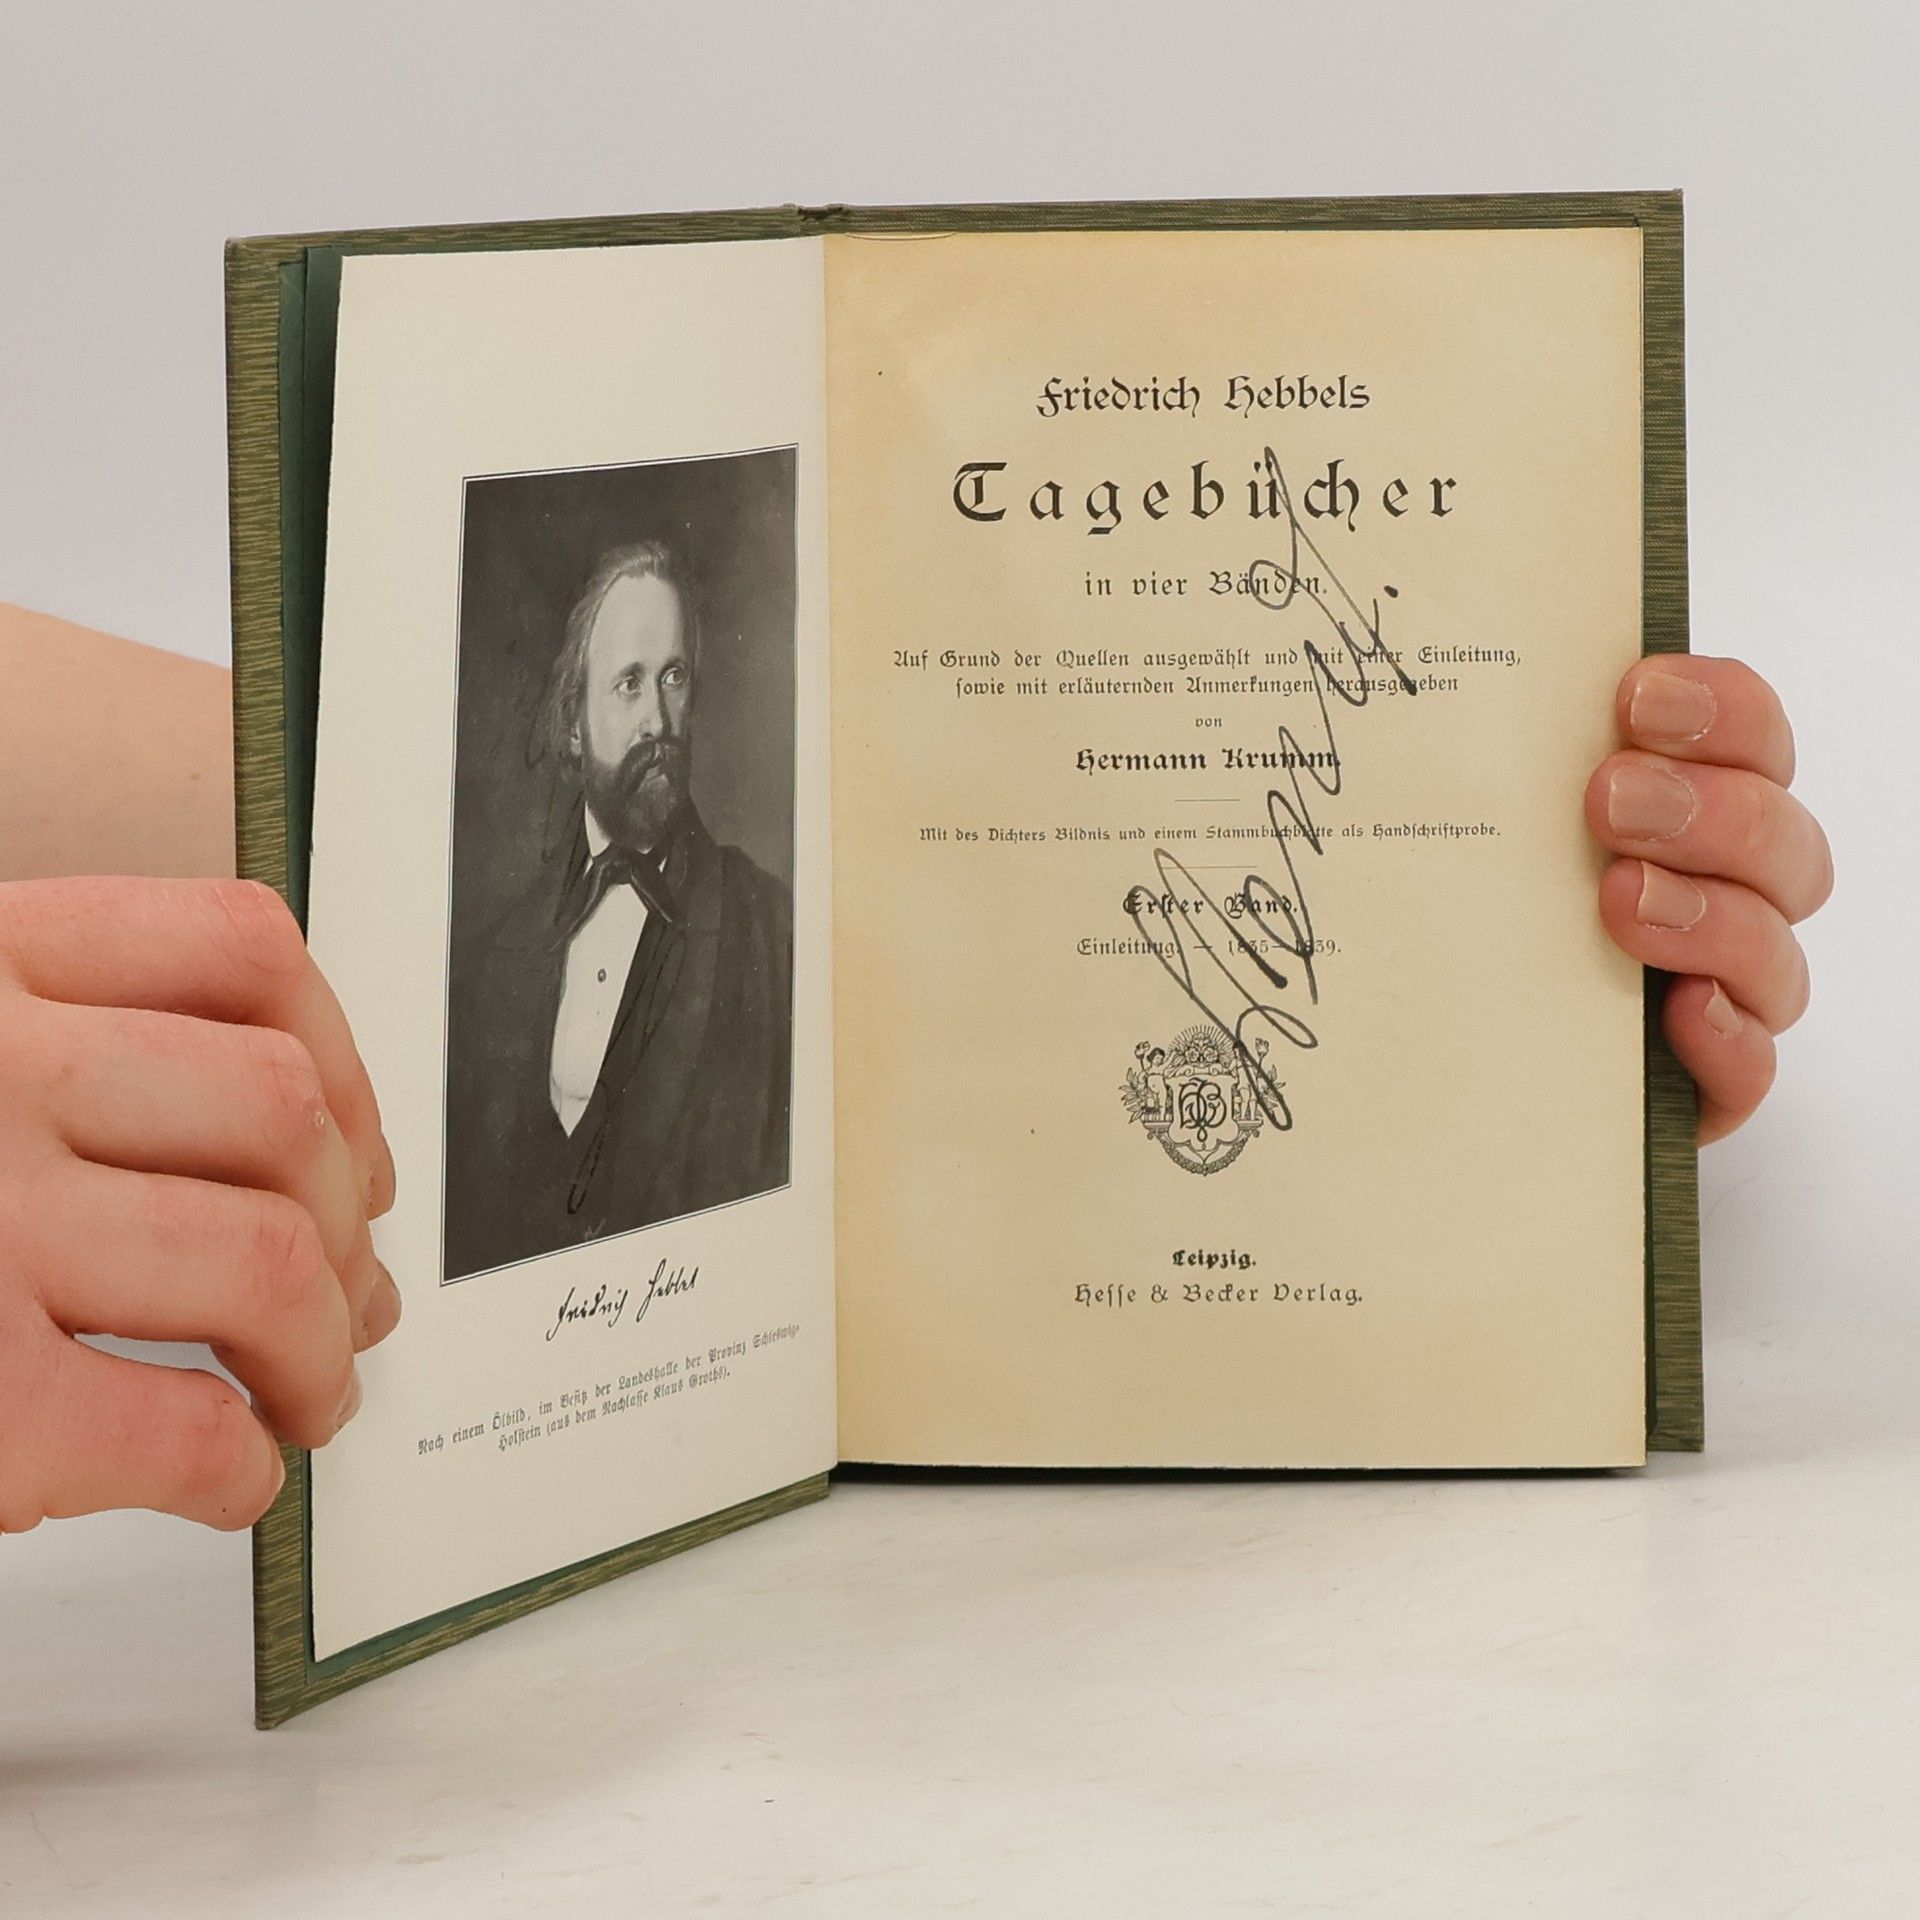 Friedrich Hebbel
Nach einem Ölbild, im Besitz der Landeshalle der Provinz Schleswig-
Holstein (aus dem Nachlasse Klaus Groths).
Friedrich Hebbels
Tagebücher
in vier Bänden.
Auf Grund der Quellen ausgewählt und mit einer Einleitung,
sowie mit erläuternden Anmerkungen herausgegeben
von
Hermann Krumm.
Mit des Dichters Bildnis und einem Stammbuchblatte als Handschriftprobe.
Erster Band.
Einleitung. — 1835—1839.
Leipzig.
Hesse & Becker Verlag.